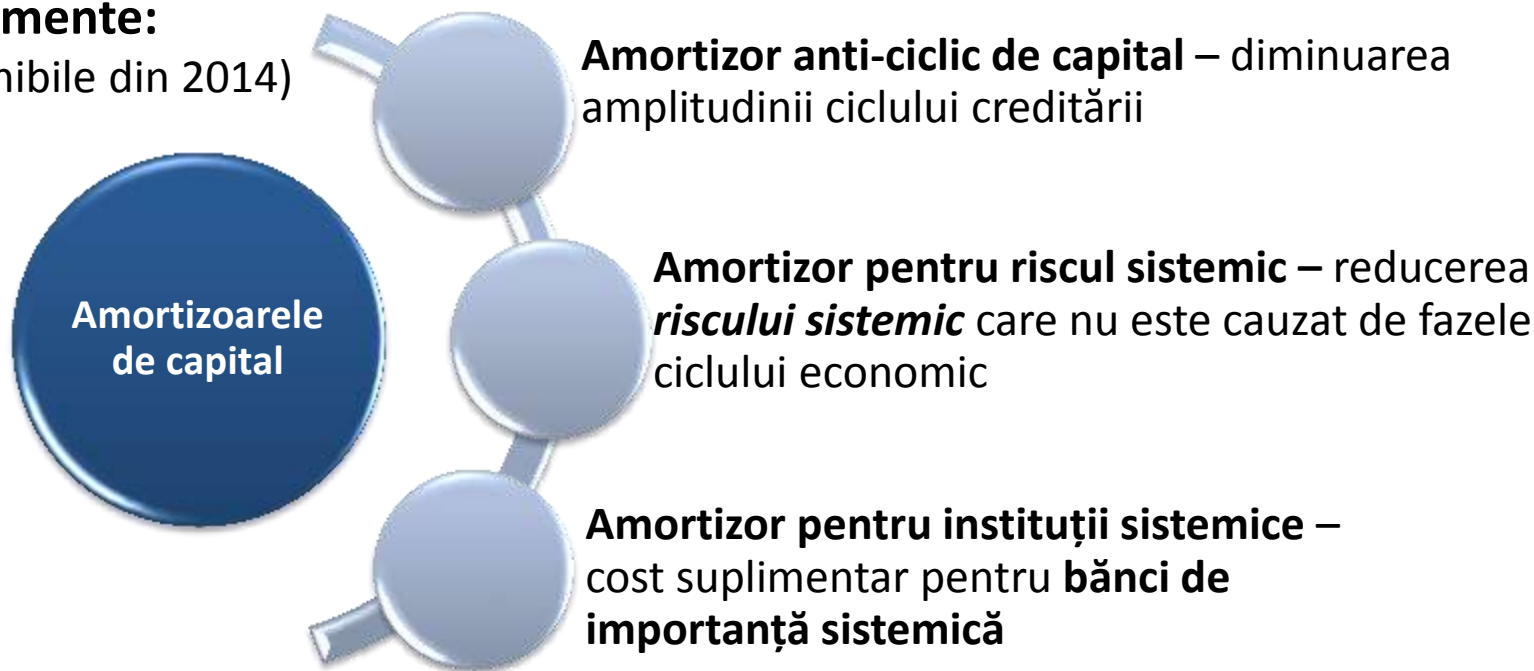 mente:
nibile din 2014)
Amortizor anti-ciclic de capital – diminuarea
amplitudinii ciclului creditării
Amortizoarele
de capital
Amortizor pentru riscul sistemic – reducerea
riscului sistemic care nu este cauzat de fazele
ciclului economic
Amortizor pentru instituții sistemice –
cost suplimentar pentru bănci de
importanță sistemică